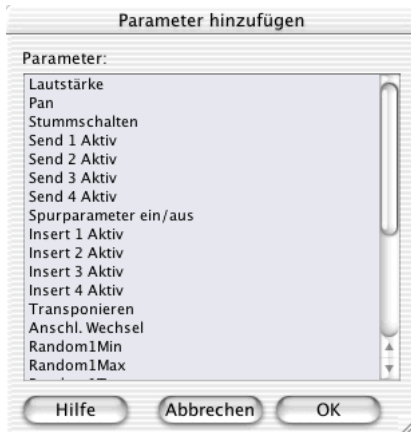 Parameter hinzufügen
Parameter:
Lautstärke
Pan
Stummschalten
Send 1 Aktiv
Send 2 Aktiv
Send 3 Aktiv
Send 4 Aktiv
Spurparameter ein/aus
Insert 1 Aktiv
Insert 2 Aktiv
Insert 3 Aktiv
Insert 4 Aktiv
Transponieren
Anschl. Wechsel
Random1Min
Random1Max
Hilfe Abbrechen OK